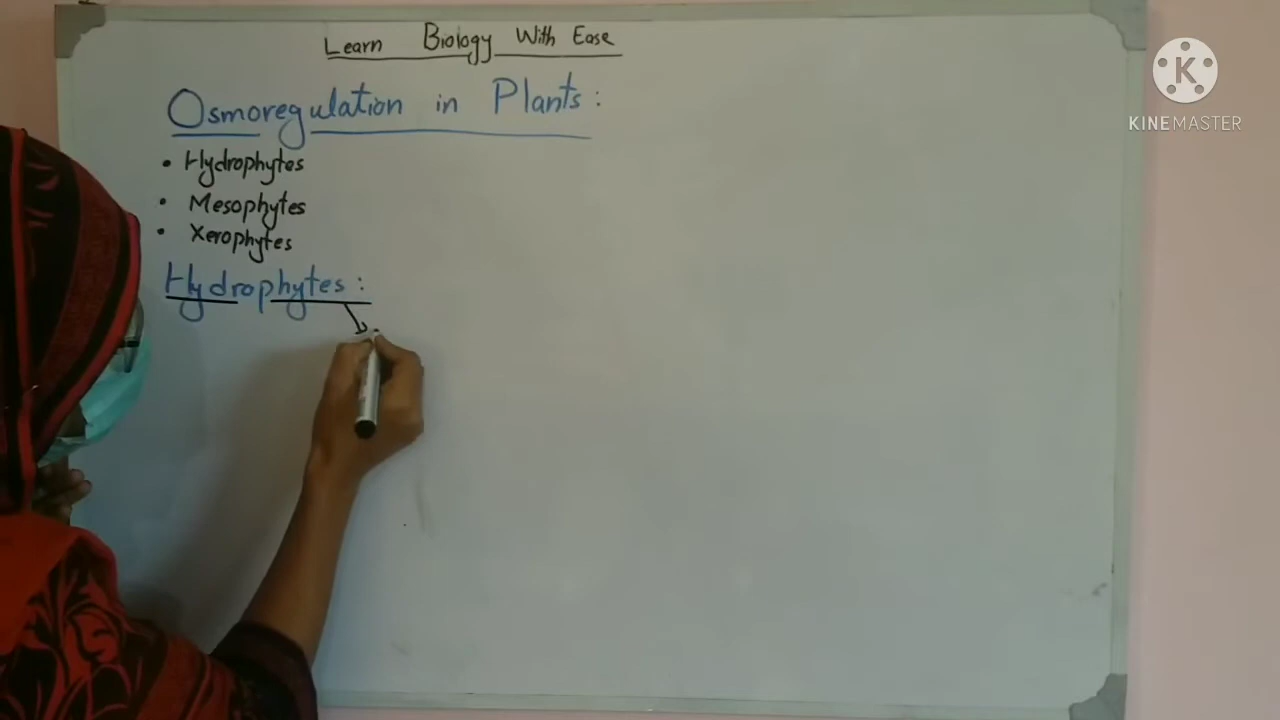 Learn Biology With Ease
Osmoregulation in Plants:
• Hydrophytes
• Mesophytes
• Xerophytes
Hydrophytes:
K
KINEMASTER